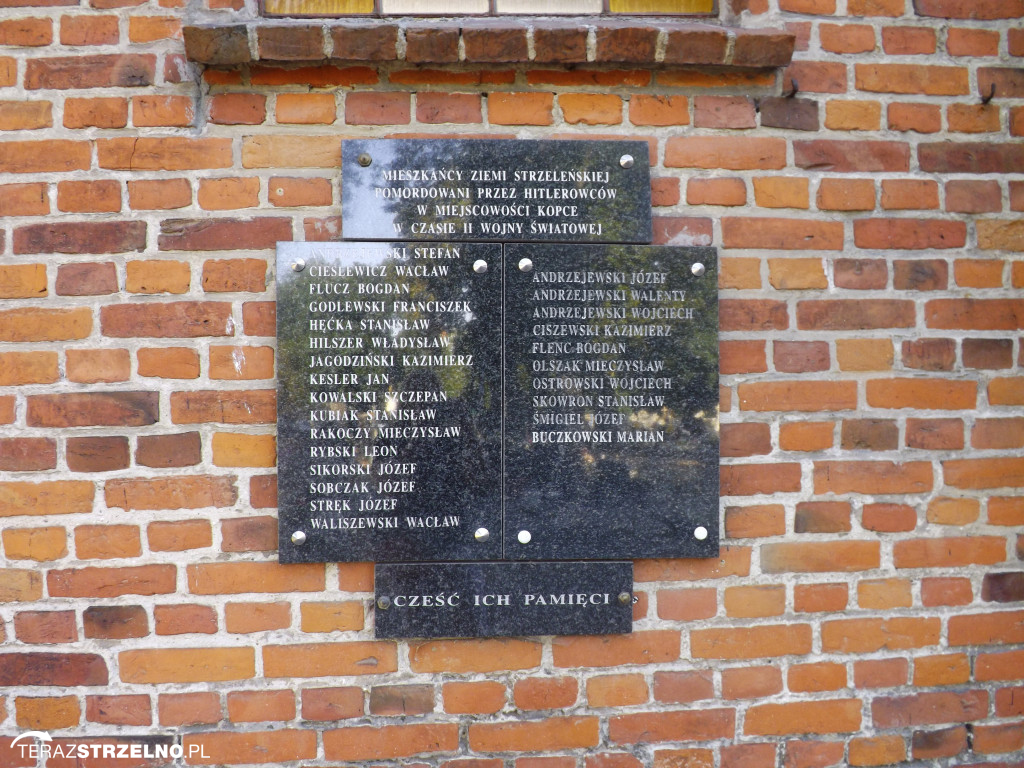 MIESZKAŃCY ZIEMI STRZELEŃSKIEJ
POMORDOWANI PRZEZ HITLEROWCÓW
W MIEJSCOWOŚCI KOPCE
W CZASIE II WOJNY ŚWIATOWEJ
STEFAN
CIEŚLEWICZ WACŁAW
FLUCZ BOGDAN
GODLEWSKI FRANCISZEK
HĘĆKA STANISŁAW
HILSZER WŁADYSŁAW
JAGODZIŃSKI KAZIMIERZ
KESLER JAN
KOWALSKI SZCZEPAN
KUBIAK STANISŁAW
RAKOCZY MIECZYSŁAW
RYBSKI LEON
SIKORSKI JÓZEF
SOBCZAK JÓZEF
STRĘK JÓZEF
WALISZEWSKI WACŁAW
ANDRZEJEWSKI JÓZEF
ANDRZEJEWSKI WALENTY
ANDRZEJEWSKI WOJCIECH
CISZEWSKI KAZIMIERZ
FLENC BOGDAN
OLSZAK MIECZYSŁAW
OSTROWSKI WOJCIECH
SKOWRON STANISŁAW
ŚMIGIEL JÓZEF
BUCZKOWSKI MARIAN
CZEŚĆ ICH PAMIĘCI
TERAZSTRZELNO.PL